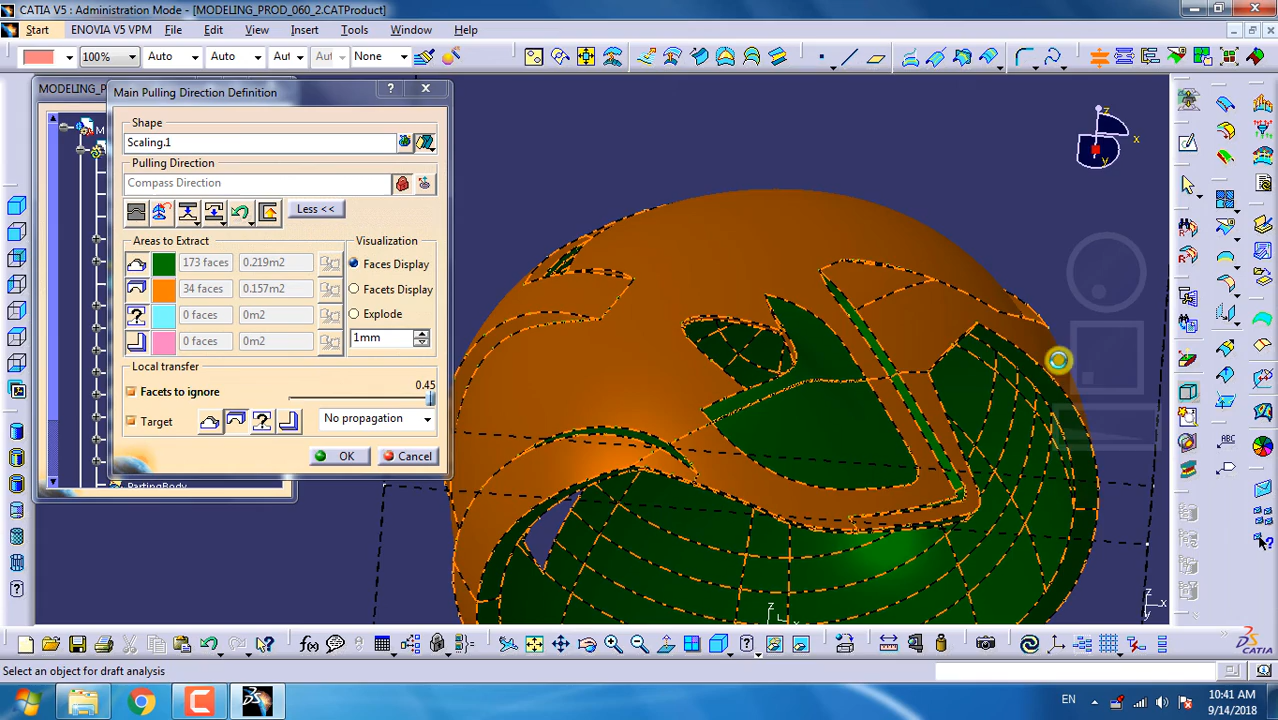 CATIA V5 : Administration Mode - [MODELING_PROD_060_2.CATProduct]
Start ENOVIA V5 VPM File Edit View Insert Tools Window Help
100% Auto Auto Aut Aut None
MODELING_P
Main Pulling Direction Definition
?
M
Shape
Scaling.1
Pulling Direction
Compass Direction
Less <<
Areas to Extract
Visualization
173 faces 0.219m2
Faces Display
34 faces 0.157m2
Facets Display
0 faces 0m2
Explode
0 faces 0m2
1mm
Local transfer
Facets to ignore
0.45
Target
No propagation
OK Cancel
PartingBody
z
x
y
z
z
x
y
ABC
f(x)
CATIA
Select an object for draft analysis
EN
10:41 AM
9/14/2018